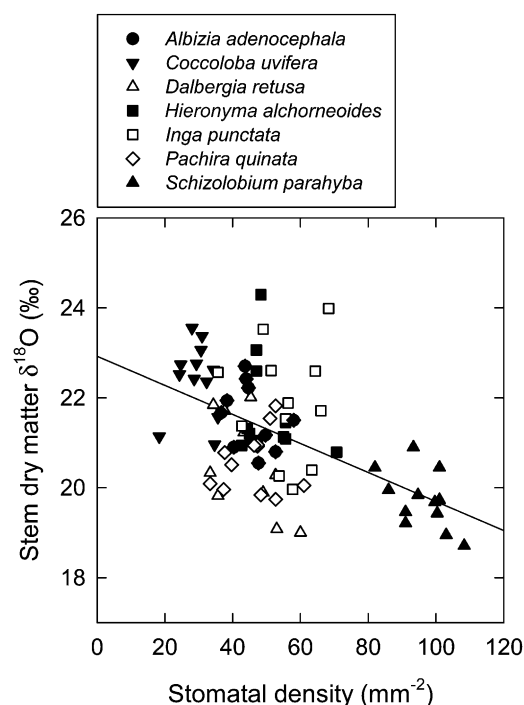 Albizia adenocephala
Coccoloba uvifera
Dalbergia retusa
Hieronyma alchorneoides
Inga punctata
Pachira quinata
Schizolobium parahyba
26
24
22
20
18
Stem dry matter δ¹⁸O (‰)
0 20 40 60 80 100 120
Stomatal density (mm⁻²)